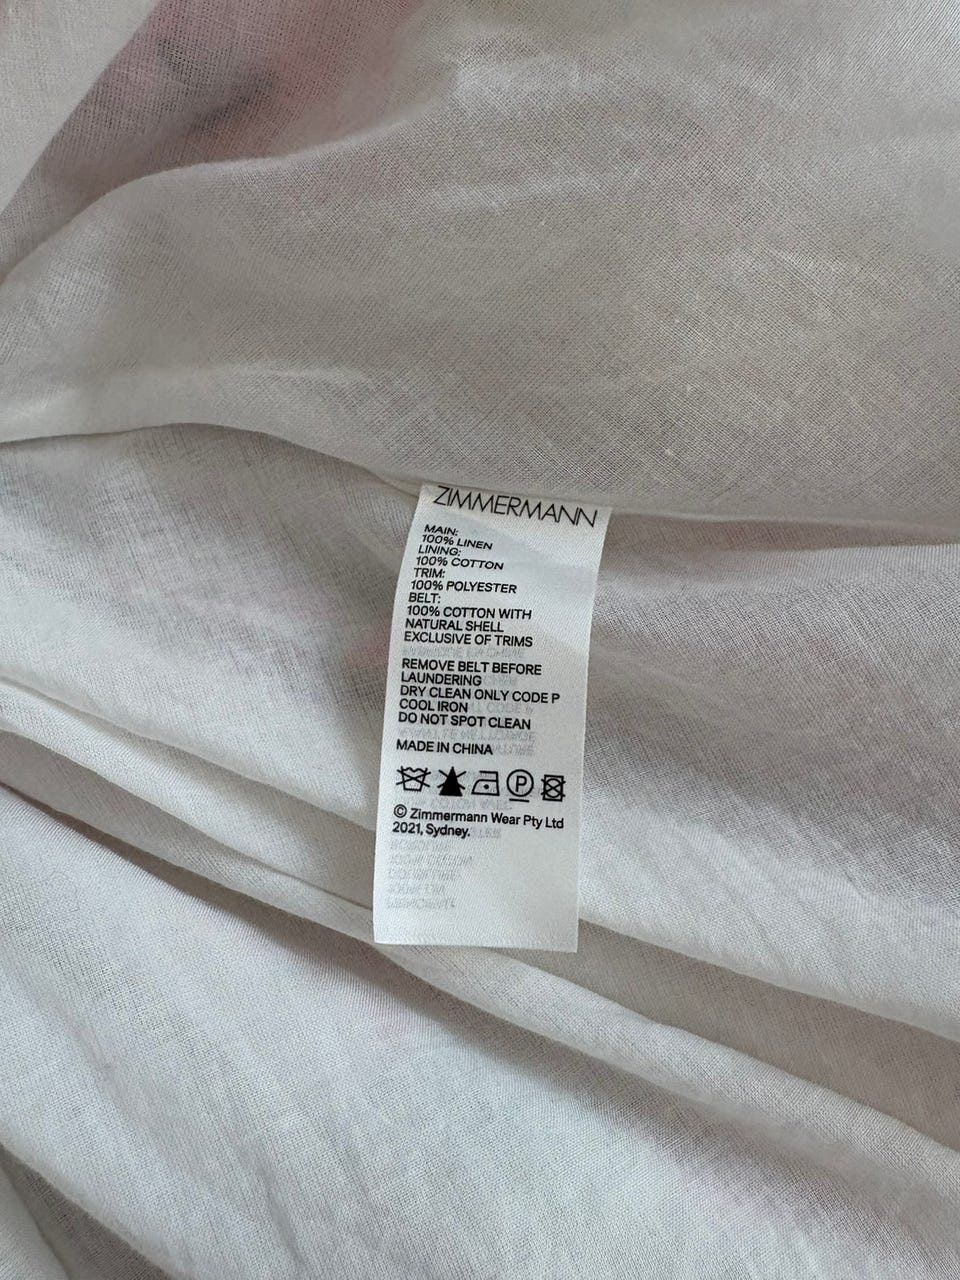 ZIMMERMANN
MAIN:
100% LINEN
LINING:
100% COTTON
TRIM:
100% POLYESTER
BELT:
100% COTTON WITH
NATURAL SHELL
EXCLUSIVE OF TRIMS
REMOVE BELT BEFORE
LAUNDERING
DRY CLEAN ONLY CODE P
COOL IRON
DO NOT SPOT CLEAN
MADE IN CHINA
P
© Zimmermann Wear Pty Ltd
2021, Sydney.